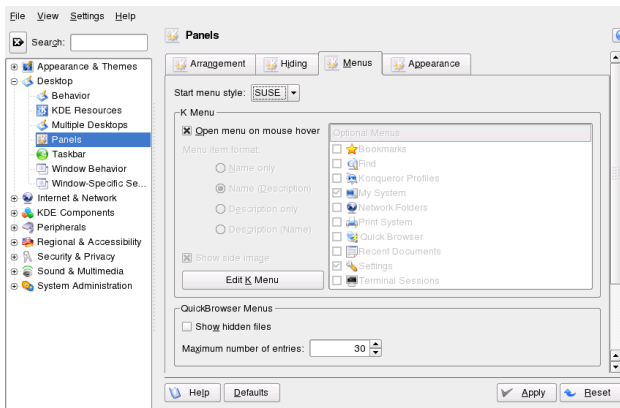 File View Settings Help
Search:
Appearance & Themes
Desktop
Behavior
KDE Resources
Multiple Desktops
Panels
Taskbar
Window Behavior
Window-Specific Se...
Internet & Network
KDE Components
Peripherals
Regional & Accessibility
Security & Privacy
Sound & Multimedia
System Administration
Panels
Arrangement Hiding Menus Appearance
Start menu style: SUSE
K Menu
Open menu on mouse hover
Menu item format:
Name only
Name (Description)
Description only
Description (Name)
Show side image
Edit K Menu
Optional Menus
Bookmarks
Find
Konqueror Profiles
My System
Network Folders
Print System
Quick Browser
Recent Documents
Settings
Terminal Sessions
QuickBrowser Menus
Show hidden files
Maximum number of entries: 30
Help Defaults Apply Reset